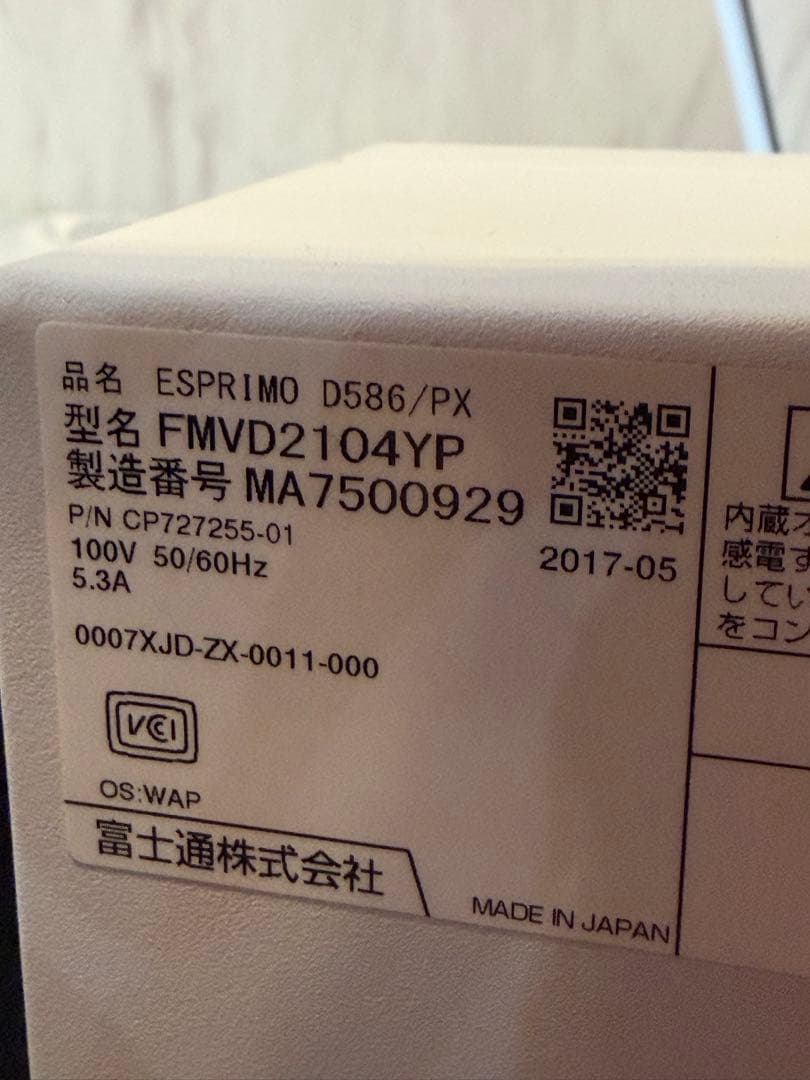 品名 ESPRIMO D586/PX
型名 FMVD2104YP
製造番号 MA7500929
P/N CP727255-01
100V 50/60Hz
5.3A
2017-05
0007XJD-ZX-0011-000
VCCI
OS:WAP
富士通株式会社
MADE IN JAPAN
内蔵
感電す
してい
をコン